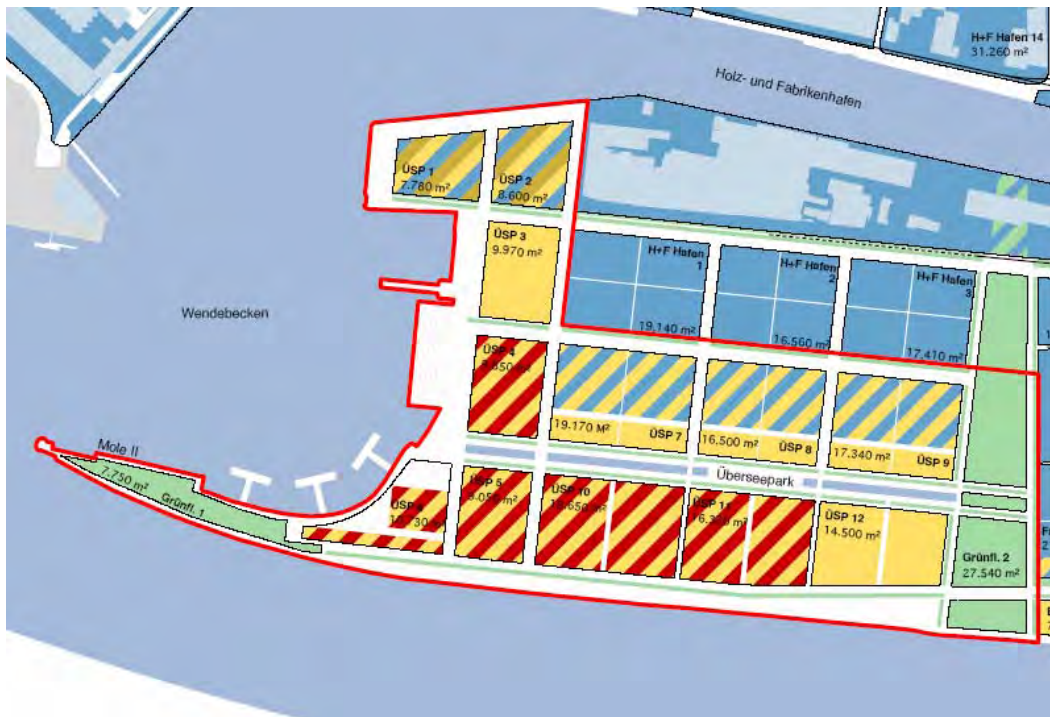 H+F Hafen 14
31.260 m²
Holz- und Fabrikenhafen
ÜSP 1
7.780 m²
ÜSP 2
8.600 m²
ÜSP 3
9.970 m²
H+F Hafen
1
19.140 m²
H+F Hafen
2
16.560 m²
H+F Hafen
3
17.410 m²
Wendebecken
ÜSP 4
ÜSP 7
19.170 M²
ÜSP 8
16.500 m²
ÜSP 9
17.340 m²
Überseepark
Mole II
7.750 m²
Grünfl. 1
ÜSP 5
ÜSP 10
ÜSP 11
ÜSP 12
14.500 m²
Grünfl. 2
27.540 m²